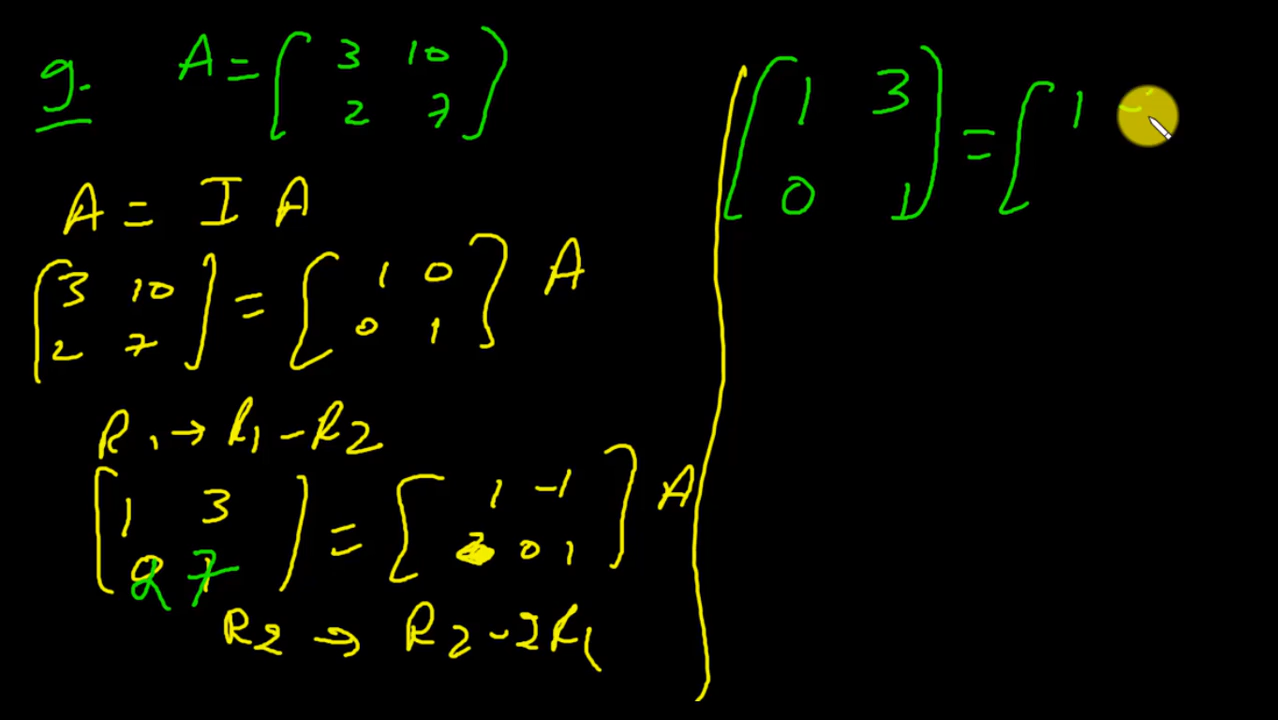 9. A = [ 3 10
2 7 ]
A = I A
[ 3 10
2 7 ] = [ 1 0
0 1 ] A
R1 → R1 - R2
[ 1 3
2 7 ] = [ 1 -1
0 1 ] A
R2 → R2 - 2R1
[ 1 3
0 1 ] = [ 1 -